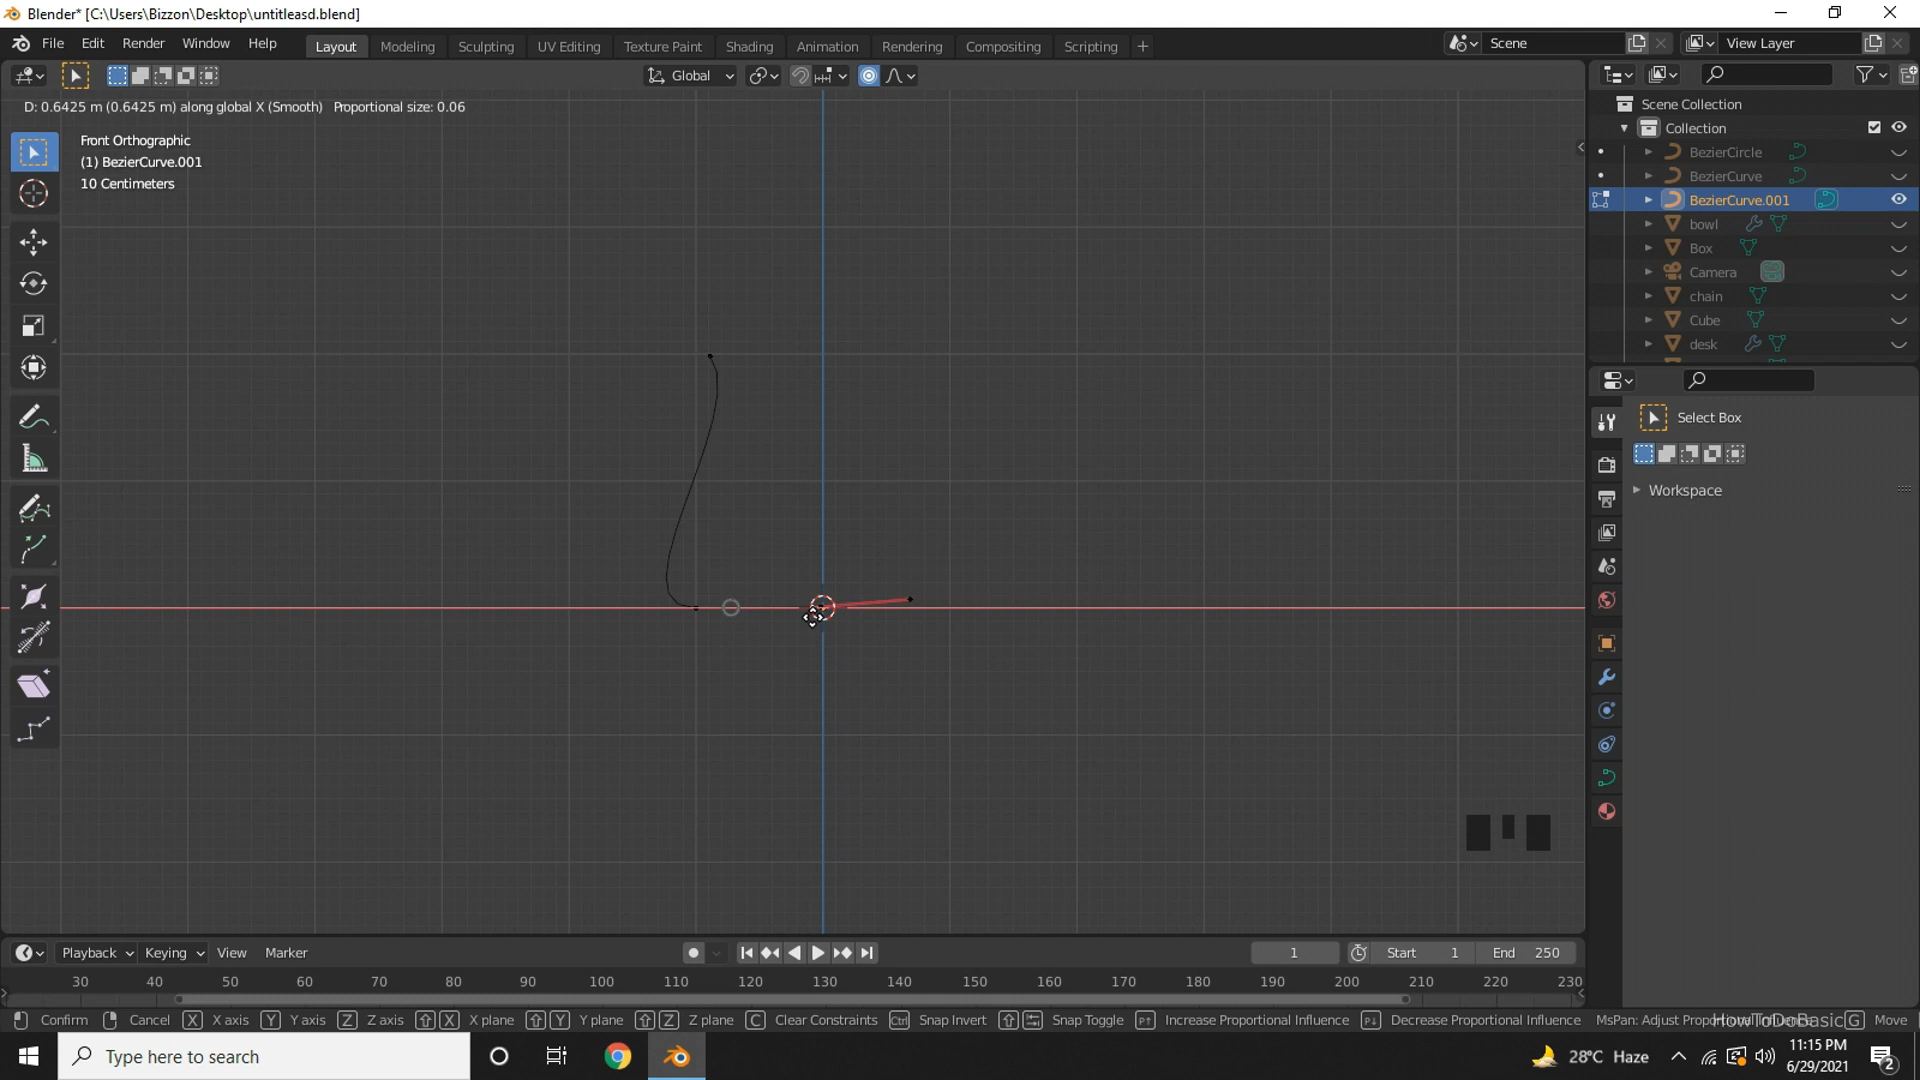 Blender* [C:\Users\Bizzon\Desktop\untitleasd.blend]
File Edit Render Window Help Layout Modeling Sculpting UV Editing Texture Paint Shading Animation Rendering Compositing Scripting + Scene View Layer
Global
D: 0.6425 m (0.6425 m) along global X (Smooth) Proportional size: 0.06
Front Orthographic
(1) BezierCurve.001
10 Centimeters
Scene Collection
Collection
BezierCircle
BezierCurve
BezierCurve.001
bowl
Box
Camera
chain
Cube
desk
Select Box
Workspace
Playback Keying View Marker 1 Start 1 End 250
30 40 50 60 70 80 90 100 110 120 130 140 150 160 170 180 190 200 210 220 230
Confirm Cancel X X axis Y Y axis Z Z axis X X plane Y Y plane Z Z plane C Clear Constraints Ctrl Snap Invert Snap Toggle P↑ Increase Proportional Influence P↓ Decrease Proportional Influence G Move
HowToDoBasic
Type here to search
28°C Haze
11:15 PM
6/29/2021
2